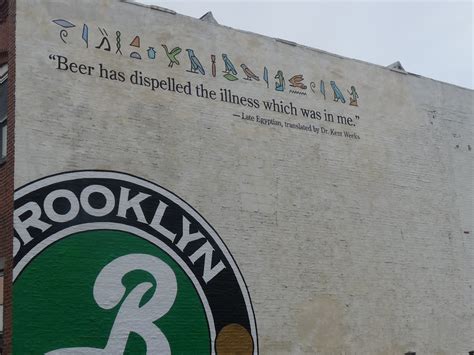 “Beer has dispelled the illness which was in me.”
—Late Egyptian, translated by Dr. Kent Weeks
BROOKLYN
B